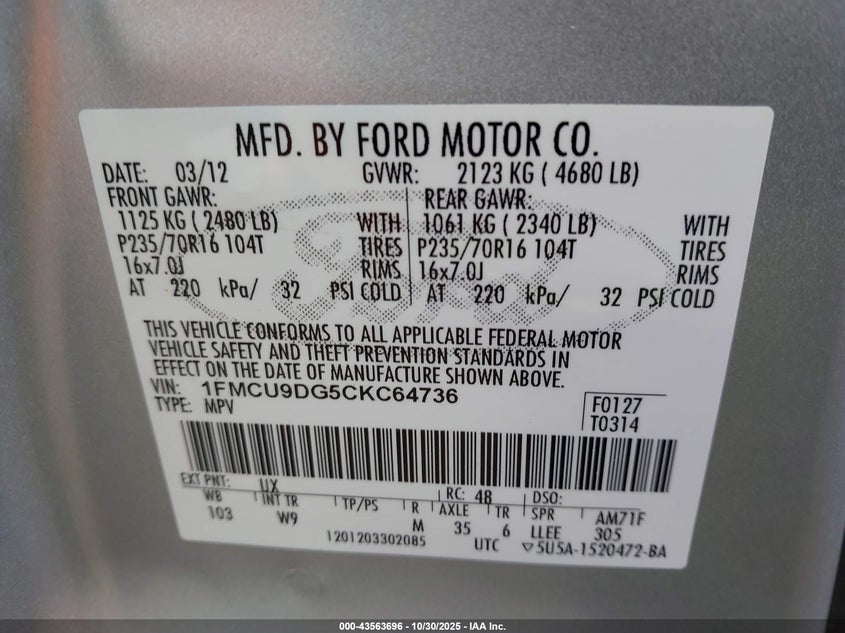 MFD. BY FORD MOTOR CO.
DATE: 03/12 GVWR: 2123 KG ( 4680 LB)
FRONT GAWR: REAR GAWR:
1125 KG ( 2480 LB) WITH 1061 KG ( 2340 LB) WITH
P235/70R16 104T TIRES P235/70R16 104T TIRES
16x7.0J RIMS 16x7.0J RIMS
AT 220 kPa/ 32 PSI COLD AT 220 kPa/ 32 PSI COLD
Ford
THIS VEHICLE CONFORMS TO ALL APPLICABLE FEDERAL MOTOR
VEHICLE SAFETY AND THEFT PREVENTION STANDARDS IN
EFFECT ON THE DATE OF MANUFACTURE SHOWN ABOVE.
VIN: 1FMCU9DG5CKC64736
TYPE: MPV
F0127
T0314
EXT PNT: UX RC: 48 DSO:
WB INT TR TP/PS R AXLE TR SPR AM71F
103 W9 M 35 6 LLEE 305
1201203302085 UTC ▽5U5A-1520472-BA
000-43563696 - 10/30/2025 - IAA Inc.